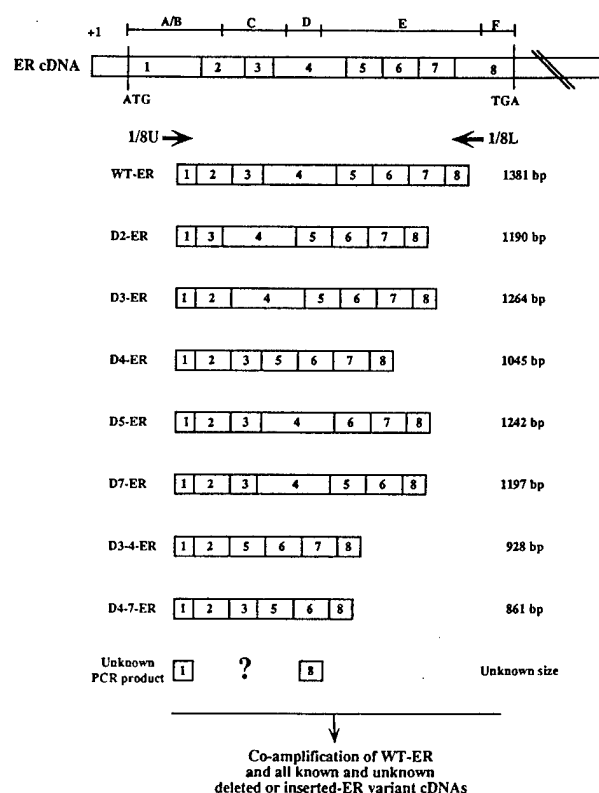 A/B C D E F
+1
ER cDNA 1 2 3 4 5 6 7 8
ATG TGA
1/8U 1/8L
WT-ER 1 2 3 4 5 6 7 8 1381 bp
D2-ER 1 3 4 5 6 7 8 1190 bp
D3-ER 1 2 4 5 6 7 8 1264 bp
D4-ER 1 2 3 5 6 7 8 1045 bp
D5-ER 1 2 3 4 6 7 8 1242 bp
D7-ER 1 2 3 4 5 6 8 1197 bp
D3-4-ER 1 2 5 6 7 8 928 bp
D4-7-ER 1 2 3 5 6 8 861 bp
Unknown
PCR product 1 ? 8 Unknown size
Co-amplification of WT-ER
and all known and unknown
deleted or inserted-ER variant cDNAs